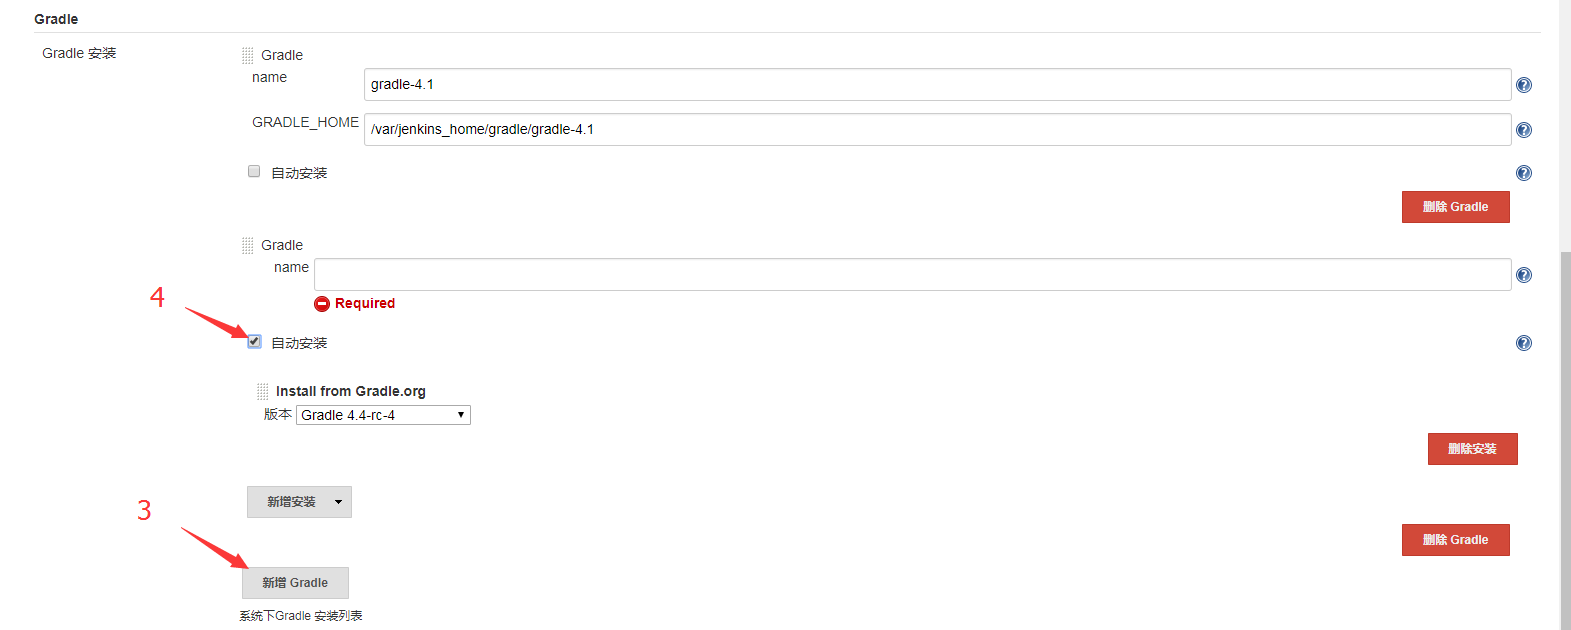 Gradle
Gradle 安装
Gradle
name
gradle-4.1
GRADLE_HOME
/var/jenkins_home/gradle/gradle-4.1
自动安装
删除 Gradle
Gradle
name
Required
4
自动安装
Install from Gradle.org
版本 Gradle 4.4-rc-4
删除安装
新增安装
3
删除 Gradle
新增 Gradle
系统下Gradle 安装列表